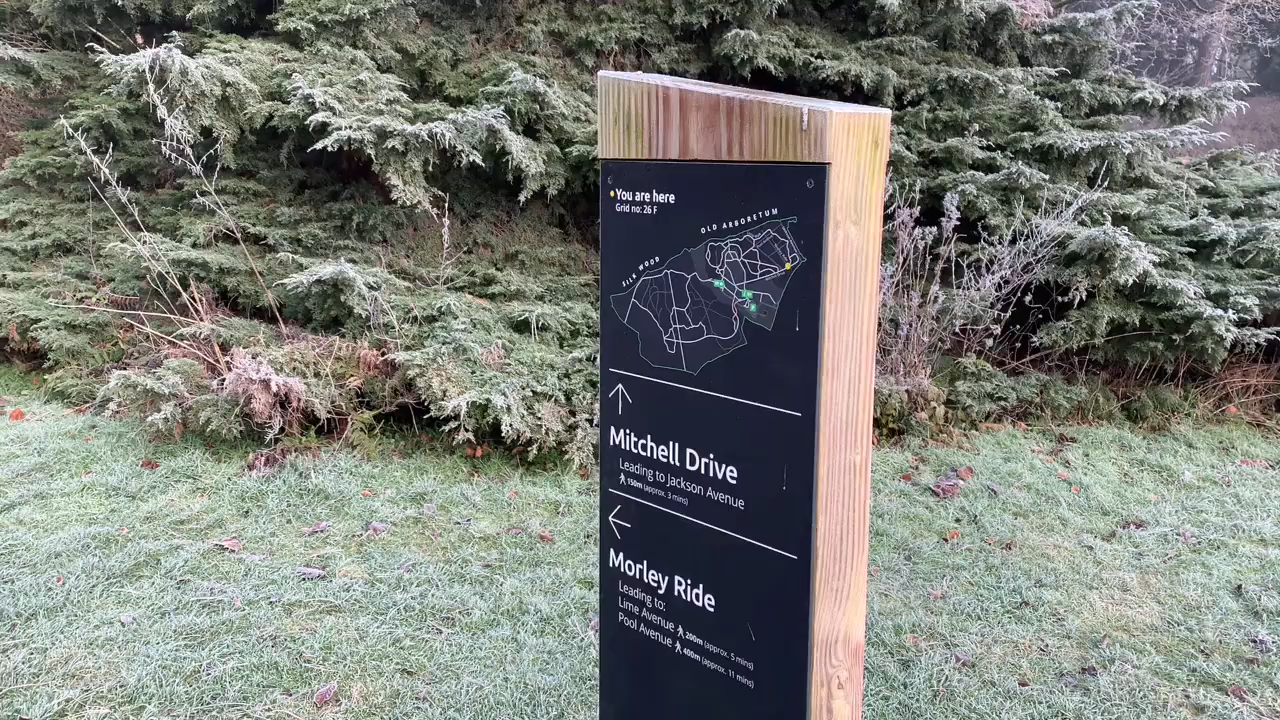 You are here
Grid no: 26 F
OLD ARBORETUM
SILK WOOD
Mitchell Drive
Leading to Jackson Avenue
150m (approx. 3 mins)
Morley Ride
Leading to:
Lime Avenue 200m (approx. 5 mins)
Pool Avenue 400m (approx. 11 mins)